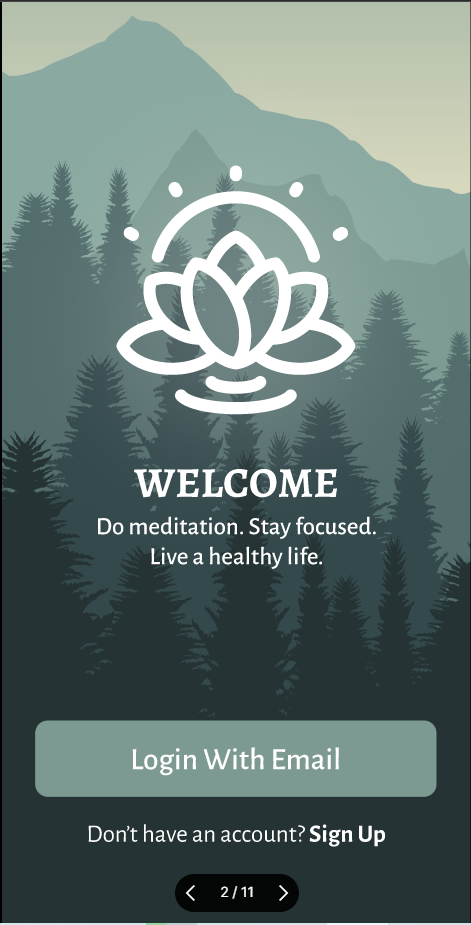 WELCOME
Do meditation. Stay focused.
Live a healthy life.
Login With Email
Don’t have an account? Sign Up
2 / 11